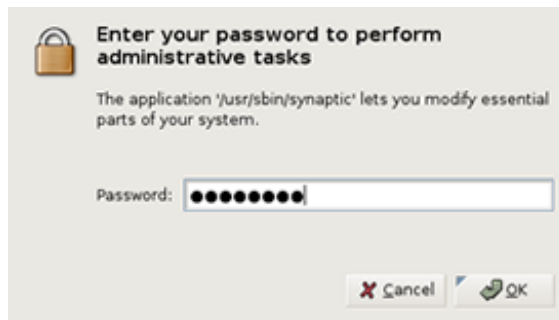 Enter your password to perform
administrative tasks
The application '/usr/sbin/synaptic' lets you modify essential
parts of your system.
Password: ●●●●●●●●
Cancel
OK